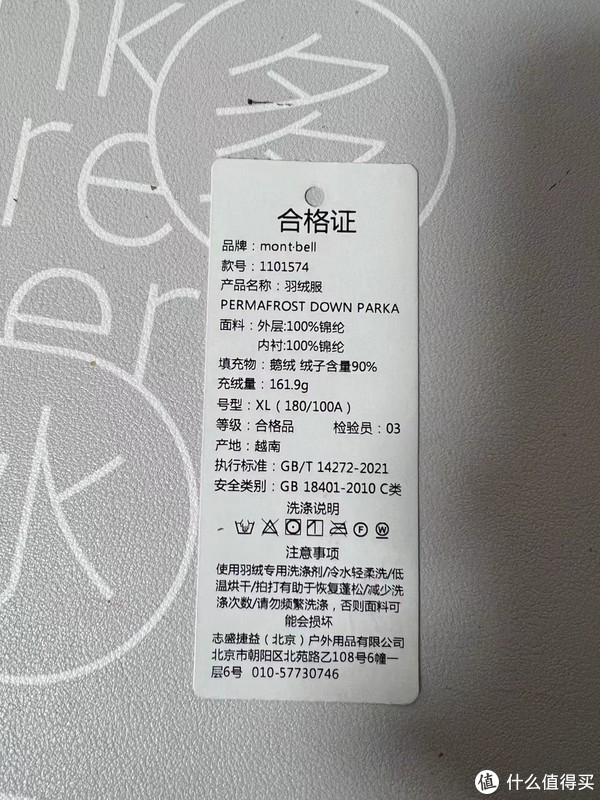 nk
re
er
多
水
合格证
品牌：mont·bell
款号：1101574
产品名称：羽绒服
PERMAFROST DOWN PARKA
面料：外层:100%锦纶
内衬:100%锦纶
填充物：鹅绒 绒子含量90%
充绒量：161.9g
号型：XL（180/100A）
等级：合格品 检验员：03
产地：越南
执行标准：GB/T 14272-2021
安全类别：GB 18401-2010 C类
洗涤说明
注意事项
使用羽绒专用洗涤剂/冷水轻柔洗/低
温烘干/拍打有助于恢复蓬松/减少洗
涤次数/请勿频繁洗涤，否则面料可
能会损坏
志盛捷益（北京）户外用品有限公司
北京市朝阳区北苑路乙108号6幢一
层6号 010-57730746
值 什么值得买